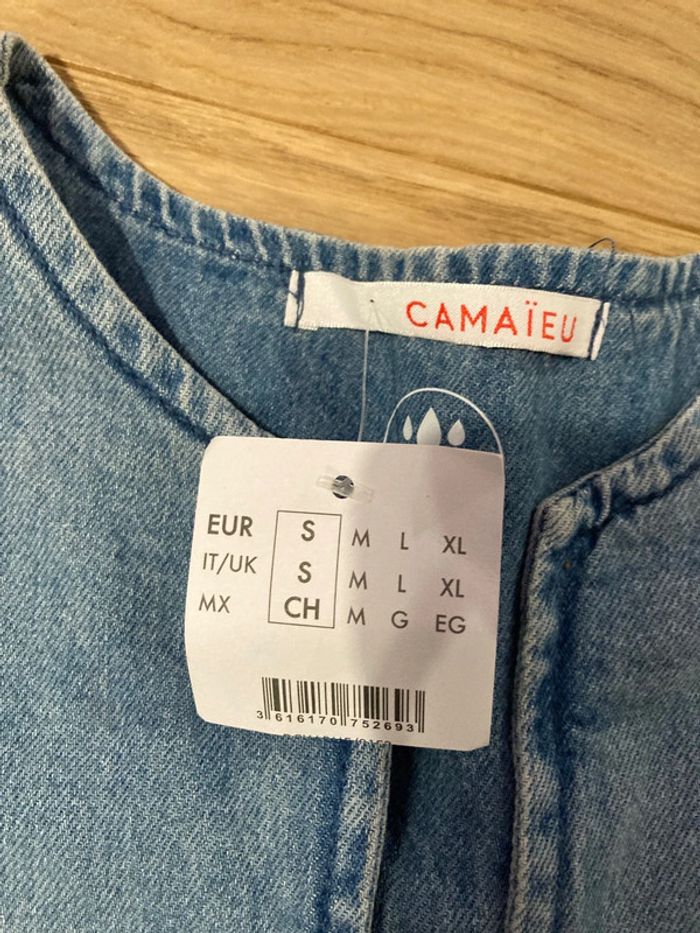 CAMAÏEU
EUR S M L XL
IT/UK S M L XL
MX CH M G EG
3 616170 752693